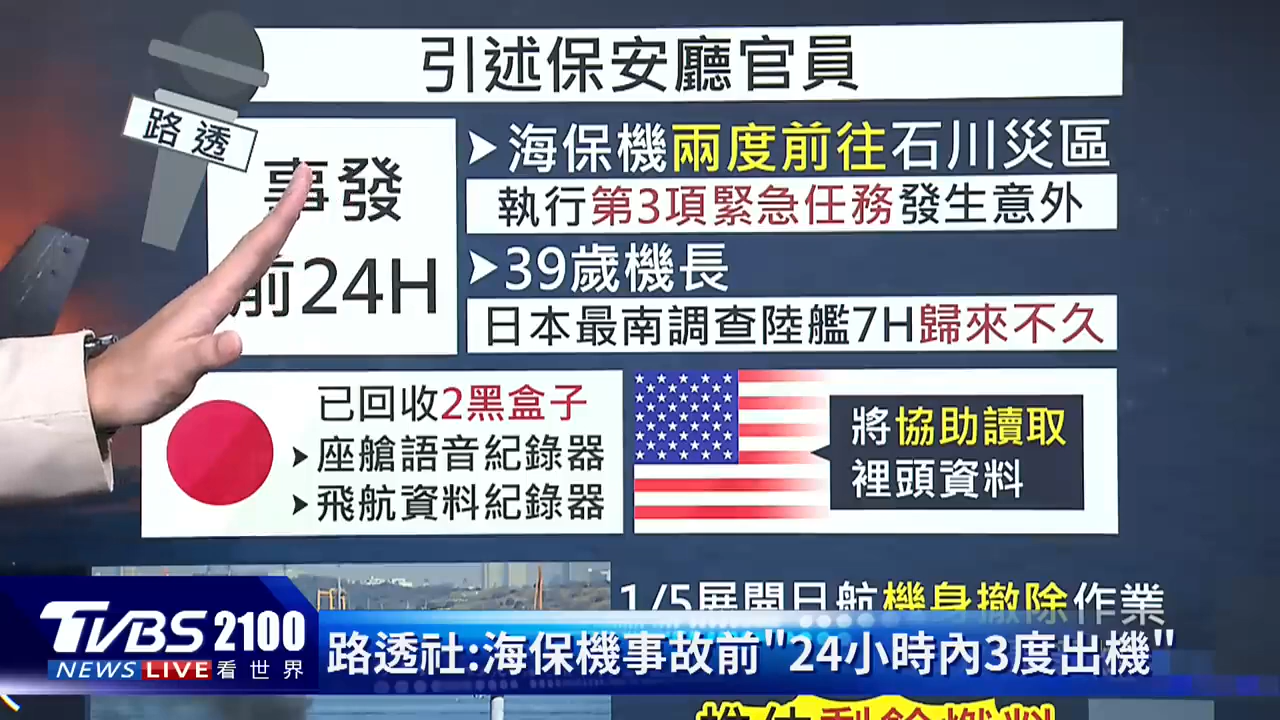 引述保安廳官員
路透
事發
前24H
海保機兩度前往石川災區
執行第3項緊急任務發生意外
39歲機長
日本最南調查陸艦7H歸來不久
已回收2黑盒子
座艙語音紀錄器
飛航資料紀錄器
將協助讀取
裡頭資料
1/5展開日航機身撤除作業
TVBS 2100
NEWS LIVE 看世界
路透社:海保機事故前"24小時內3度出機"